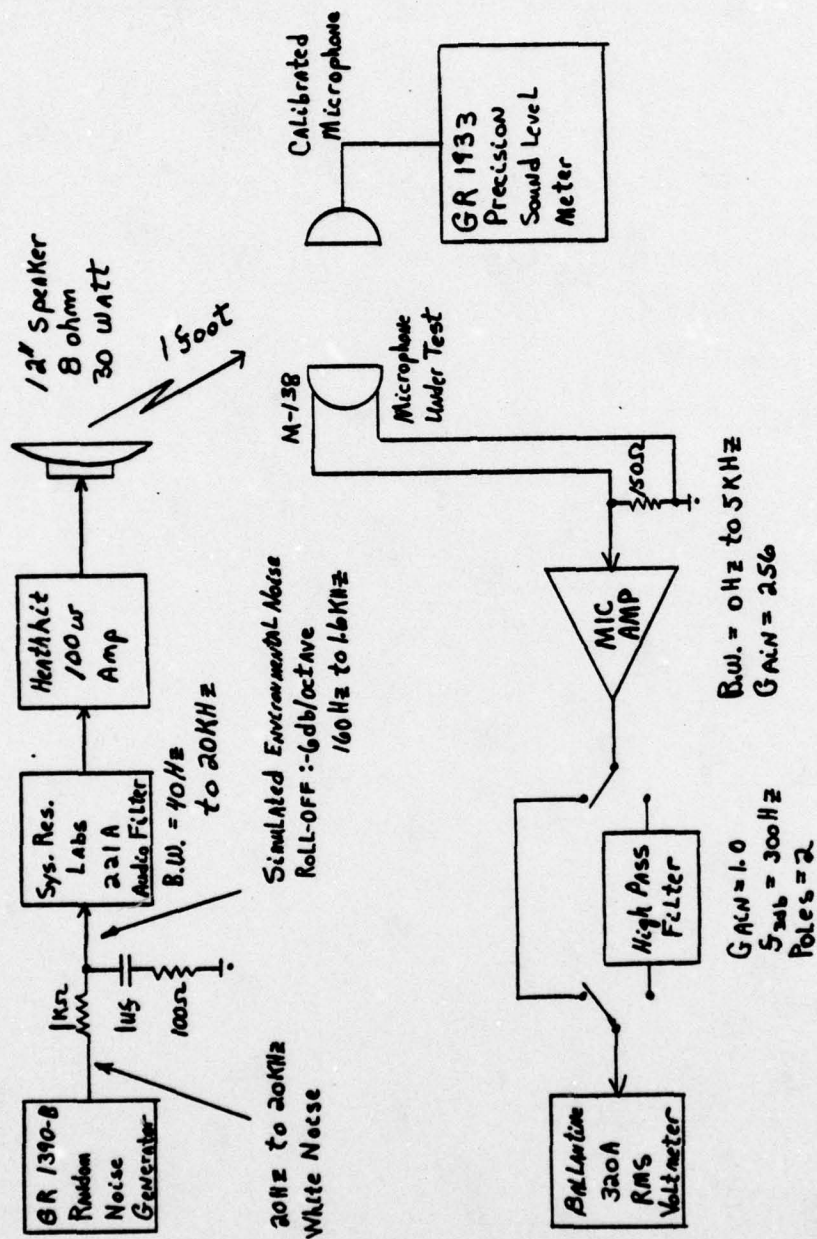 GR 1390-B
Random
Noise
Generator
20Hz to 20KHz
White Noise
1KΩ
1uf
100Ω
Sys. Res.
Labs
221A
Audio Filter
B.W. = 40Hz
to 20KHz
Simulated Environmental Noise
Roll-OFF : -6db/octave
160 Hz to 1.6KHz
Heathkit
100w
Amp
12" Speaker
8 ohm
30 watt
1 foot
M-138
Microphone
Under Test
Calibrated
Microphone
GR 1933
Precision
Sound Level
Meter
150Ω
MIC
AMP
B.W. = 0Hz to 5KHz
GAIN = 256
High Pass
Filter
GAIN = 1.0
f3db = 300Hz
Poles = 2
Ballantine
320A
RMS
Voltmeter